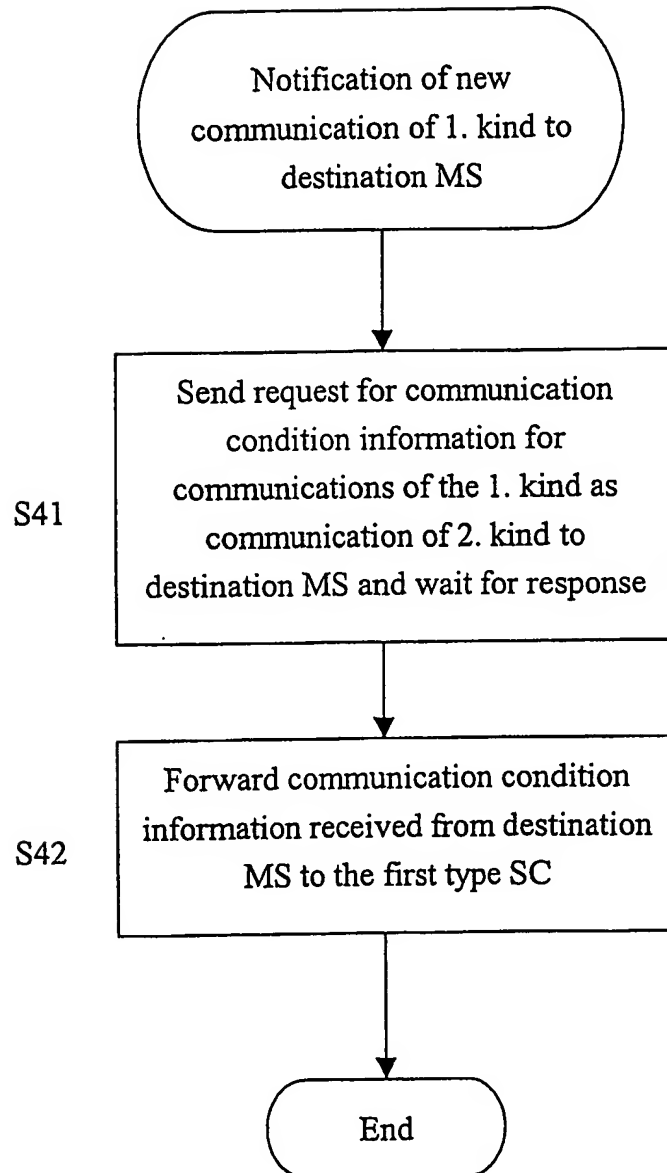 Notification of new
communication of 1. kind to
destination MS
Send request for communication
condition information for
communications of the 1. kind as
communication of 2. kind to
destination MS and wait for response
S41
Forward communication condition
information received from destination
MS to the first type SC
S42
End